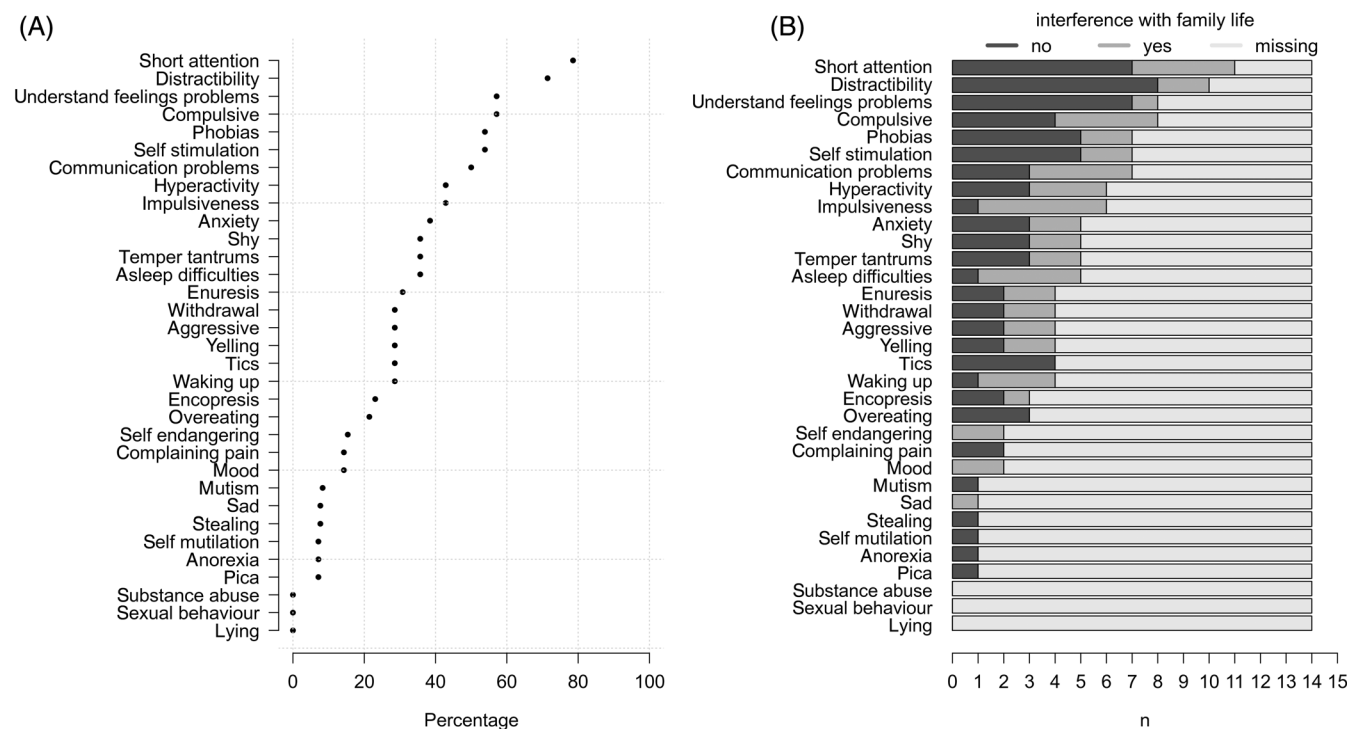 (A)
Short attention
Distractibility
Understand feelings problems
Compulsive
Phobias
Self stimulation
Communication problems
Hyperactivity
Impulsiveness
Anxiety
Shy
Temper tantrums
Asleep difficulties
Enuresis
Withdrawal
Aggressive
Yelling
Tics
Waking up
Encopresis
Overeating
Self endangering
Complaining pain
Mood
Mutism
Sad
Stealing
Self mutilation
Anorexia
Pica
Substance abuse
Sexual behaviour
Lying
0 20 40 60 80 100
Percentage
(B)
interference with family life
no yes missing
Short attention
Distractibility
Understand feelings problems
Compulsive
Phobias
Self stimulation
Communication problems
Hyperactivity
Impulsiveness
Anxiety
Shy
Temper tantrums
Asleep difficulties
Enuresis
Withdrawal
Aggressive
Yelling
Tics
Waking up
Encopresis
Overeating
Self endangering
Complaining pain
Mood
Mutism
Sad
Stealing
Self mutilation
Anorexia
Pica
Substance abuse
Sexual behaviour
Lying
0 1 2 3 4 5 6 7 8 9 10 11 12 13 14 15
n